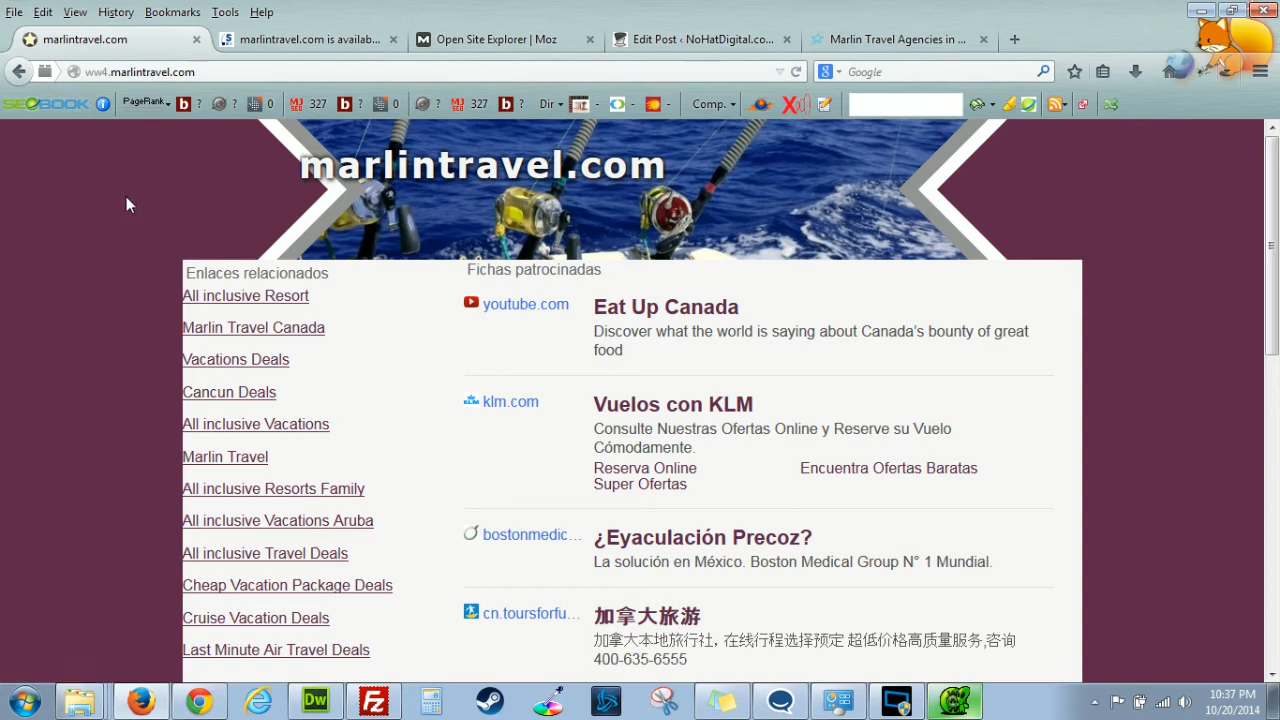 File Edit View History Bookmarks Tools Help
marlintravel.com
marlintravel.com is availab...
Open Site Explorer | Moz
Edit Post ‹ NoHatDigital.co...
Marlin Travel Agencies in ...
ww4.marlintravel.com
Google
SEOBOOK PageRank ? ? 0 327 ? 0 ? 327 ? Dir Comp.
marlintravel.com
Enlaces relacionados
All inclusive Resort
Marlin Travel Canada
Vacations Deals
Cancun Deals
All inclusive Vacations
Marlin Travel
All inclusive Resorts Family
All inclusive Vacations Aruba
All inclusive Travel Deals
Cheap Vacation Package Deals
Cruise Vacation Deals
Last Minute Air Travel Deals
Fichas patrocinadas
youtube.com
Eat Up Canada
Discover what the world is saying about Canada's bounty of great
food
klm.com
Vuelos con KLM
Consulte Nuestras Ofertas Online y Reserve su Vuelo
Cómodamente.
Reserva Online Encuentra Ofertas Baratas
Super Ofertas
bostonmedic...
¿Eyaculación Precoz?
La solución en México. Boston Medical Group N° 1 Mundial.
cn.toursforfu...
加拿大旅游
加拿大本地旅行社，在线行程选择预定 超低价格高质量服务,咨询
400-635-6555
10:37 PM
10/20/2014